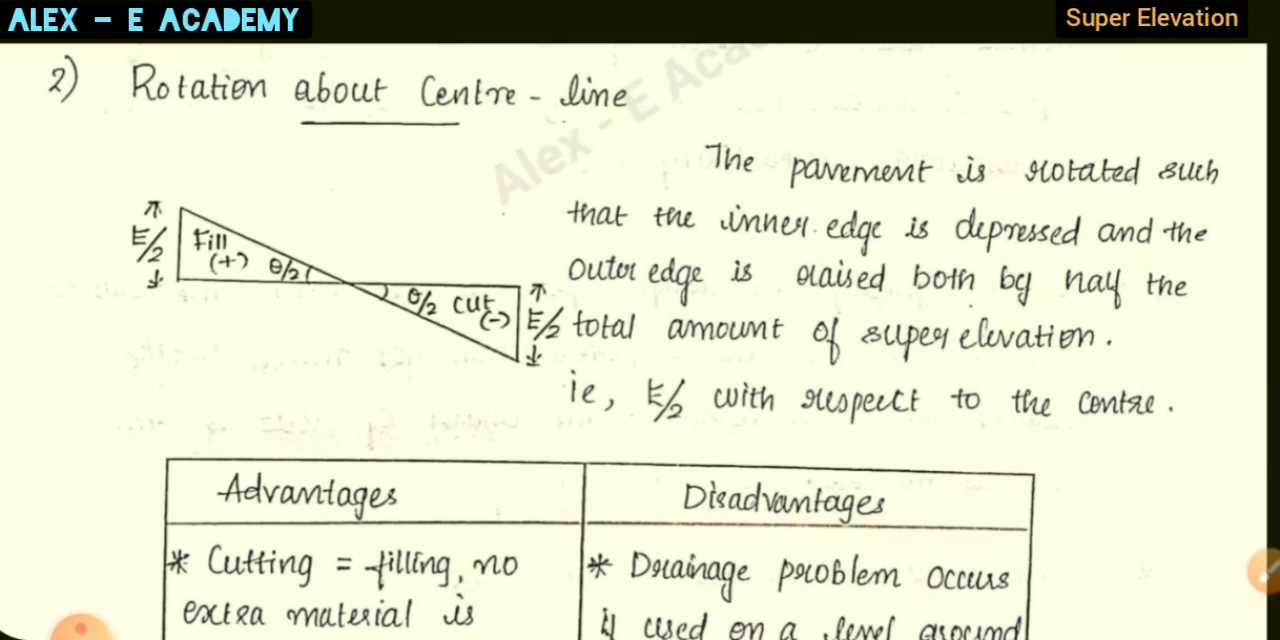 ALEX – E ACADEMY
Super Elevation
2) Rotation about Centre - line
Alex - E Aca
The pavement is rotated such
that the inner edge is depressed and the
outer edge is raised both by half the
total amount of super elevation.
ie, E/2 with respect to the centre.
E/2
Fill
(+)
θ/2
θ/2 cut
(-)
E/2
Advantages
Disadvantages
* Cutting = filling, no
extra material is
* Drainage problem occurs
if used on a level ground